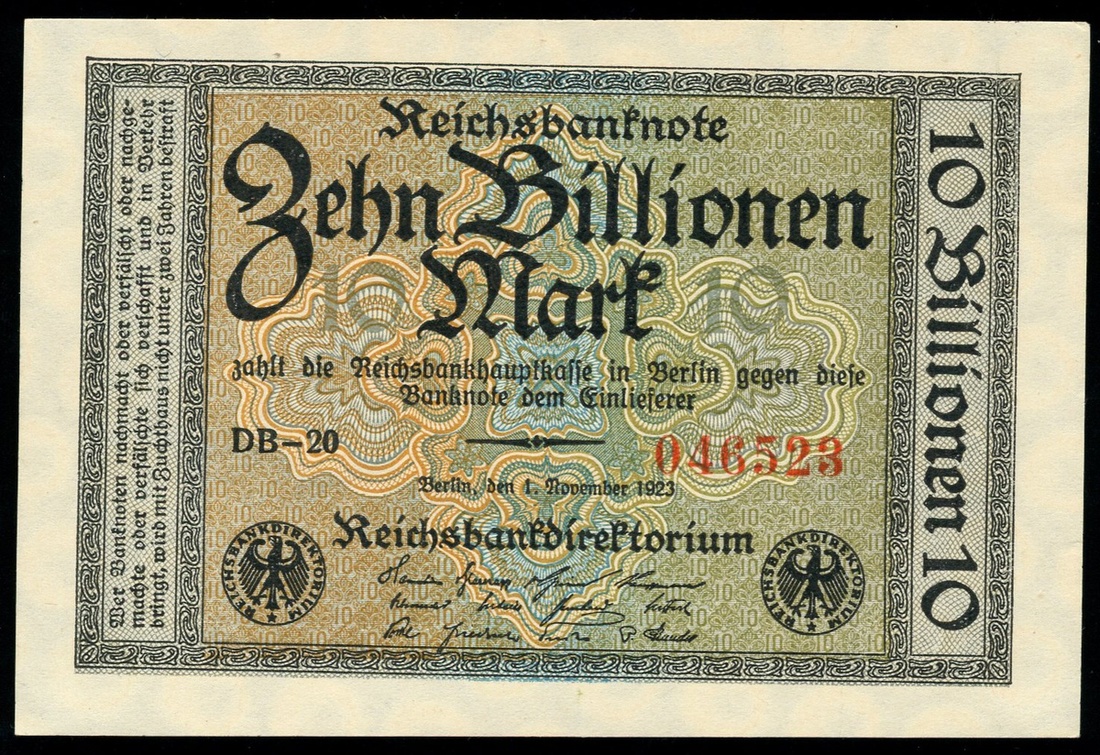 Wer Banknoten nachmacht oder verfälscht oder nachge-
machte oder verfälschte sich verschafft und in Verkehr
bringt, wird mit Zuchthaus nicht unter zwei Jahren bestraft
Reichsbanknote
Zehn Billionen
Mark
10 10
zahlt die Reichsbankhauptkasse in Berlin gegen diese
Banknote dem Einlieferer
DB-20
046523
Berlin, den 1. November 1923
Reichsbankdirektorium
REICHSBANKDIREKTORIUM
REICHSBANKDIREKTORIUM
10 Billionen 10